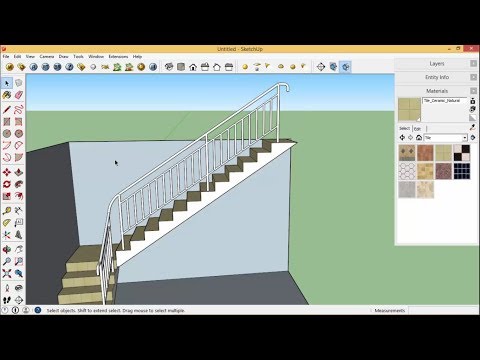 Untitled - SketchUp
File Edit View Camera Draw Tools Window Extensions Help
Layers
Entity Info
Materials
Tile_Ceramic_Natural
Select Edit
Tile
Select objects. Shift to extend select. Drag mouse to select multiple.
Measurements